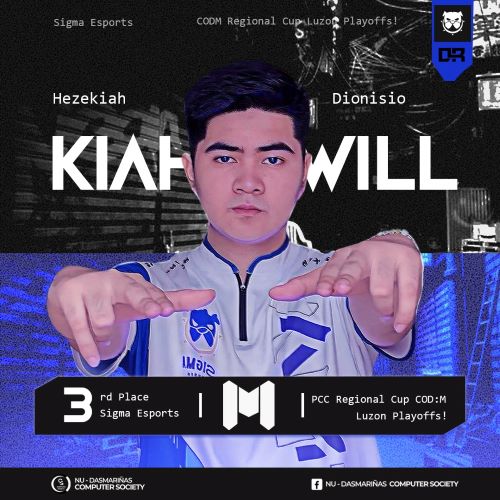 Sigma Esports
CODM Regional Cup Luzon Playoffs!
Hezekiah
Dionisio
KIAH
WILL
3
rd Place
Sigma Esports
PCC Regional Cup COD:M
Luzon Playoffs!
NU - DASMARIÑAS
COMPUTER SOCIETY
NU - DASMARIÑAS COMPUTER SOCIETY